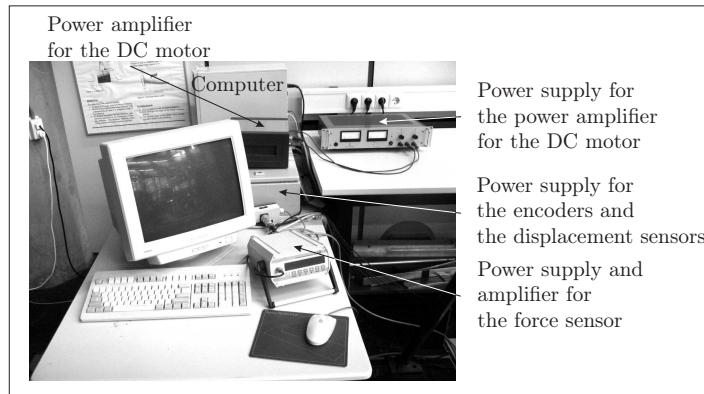 Power amplifier
for the DC motor
Computer
Power supply for
the power amplifier
for the DC motor
Power supply for
the encoders and
the displacement sensors
Power supply and
amplifier for
the force sensor